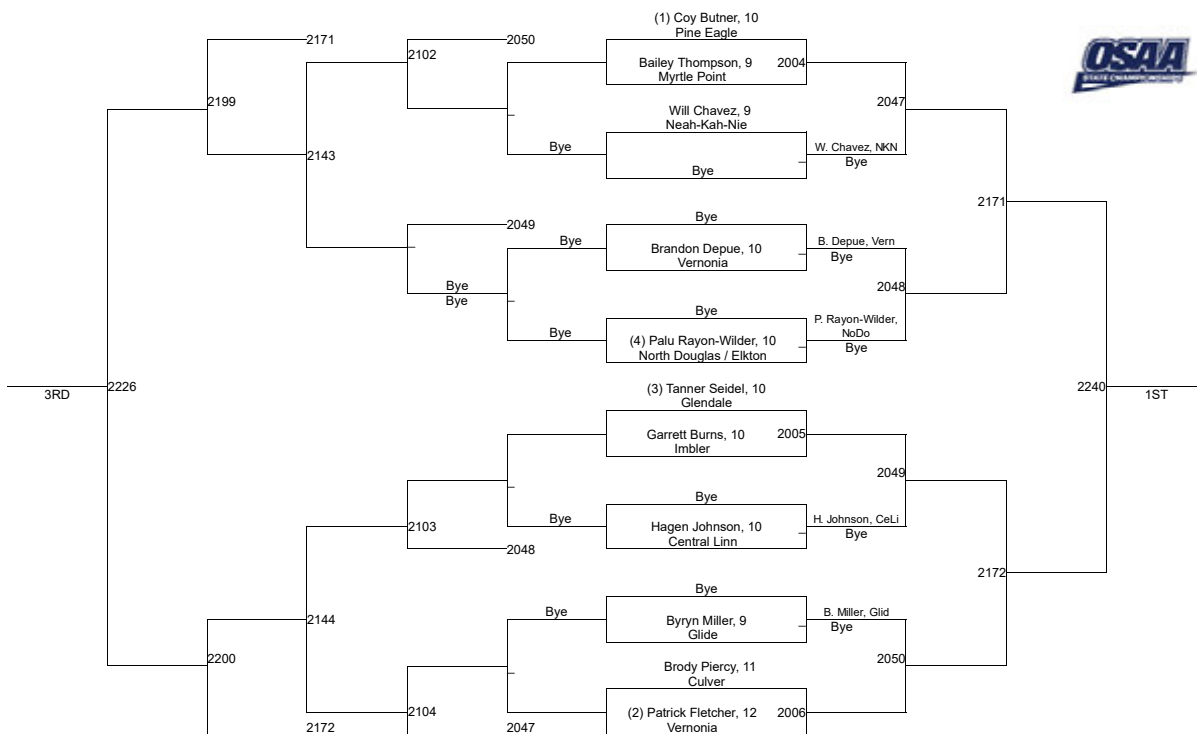 (1) Coy Butner, 10
Pine Eagle
OSAA
STATE CHAMPIONSHIPS
2171
2050
2102
Bailey Thompson, 9 2004
Myrtle Point
2199
2047
Will Chavez, 9
Neah-Kah-Nie
2143
Bye
W. Chavez, NKN
Bye
Bye
2171
2049
Bye
Bye
Brandon Depue, 10
Vernonia
B. Depue, Vern
Bye
Bye
Bye
2048
Bye
P. Rayon-Wilder,
NoDo
Bye
Bye
(4) Palu Rayon-Wilder, 10
North Douglas / Elkton
3RD
2226
2240
1ST
(3) Tanner Seidel, 10
Glendale
Garrett Burns, 10 2005
Imbler
2049
Bye
2103
Bye
Hagen Johnson, 10
Central Linn
H. Johnson, CeLi
Bye
2048
2172
Bye
2144
Bye
Byryn Miller, 9
Glide
B. Miller, Glid
Bye
2200
2050
Brody Piercy, 11
Culver
2104
(2) Patrick Fletcher, 12 2006
Vernonia
2172
2047